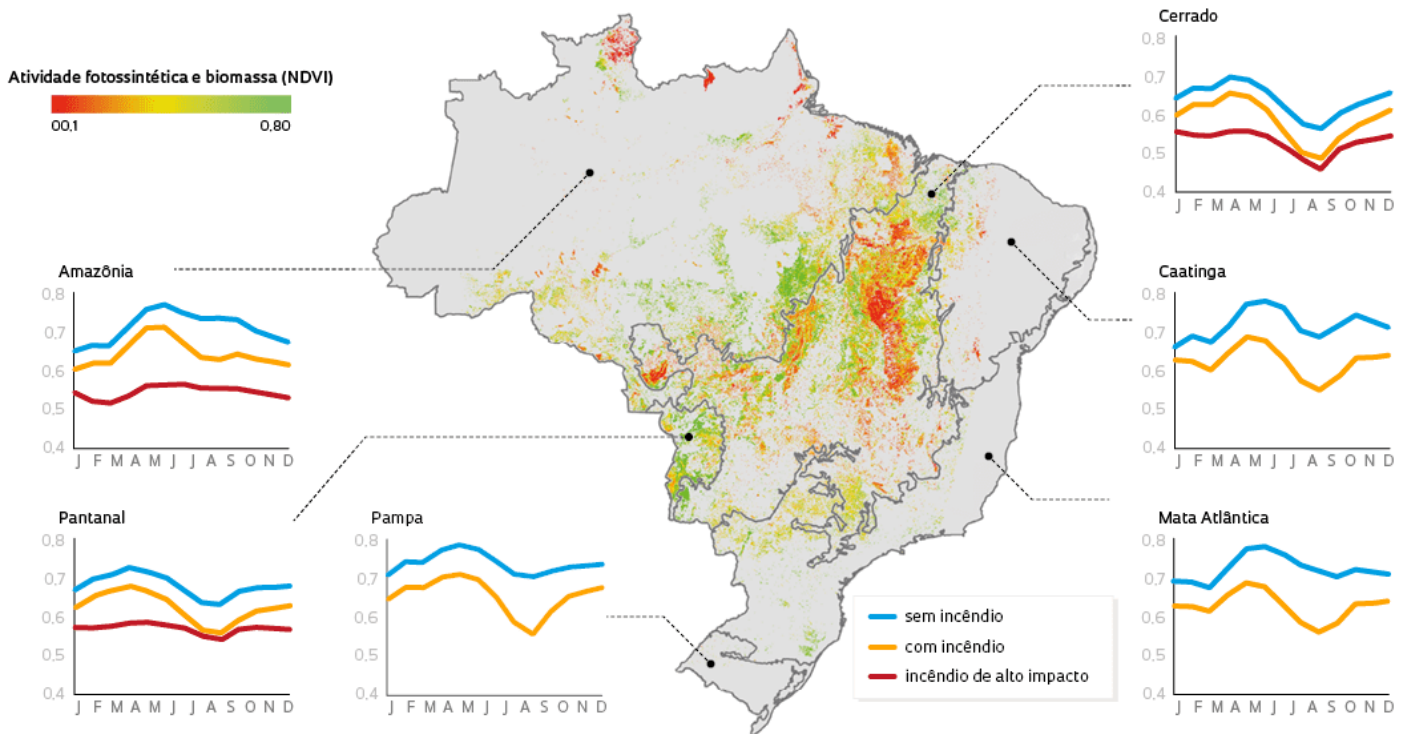 Atividade fotossintética e biomassa (NDVI)
00,1 0,80
Cerrado
0.8
0.7
0.6
0.5
0.4
J F M A M J J A S O N D
Amazônia
0.8
0.7
0.6
0.5
0.4
J F M A M J J A S O N D
Caatinga
0.8
0.7
0.6
0.5
0.4
J F M A M J J A S O N D
Pantanal
0.8
0.7
0.6
0.5
0.4
J F M A M J J A S O N D
Pampa
0.8
0.7
0.6
0.5
0.4
J F M A M J J A S O N D
sem incêndio
com incêndio
incêndio de alto impacto
Mata Atlântica
0.8
0.7
0.6
0.5
0.4
J F M A M J J A S O N D